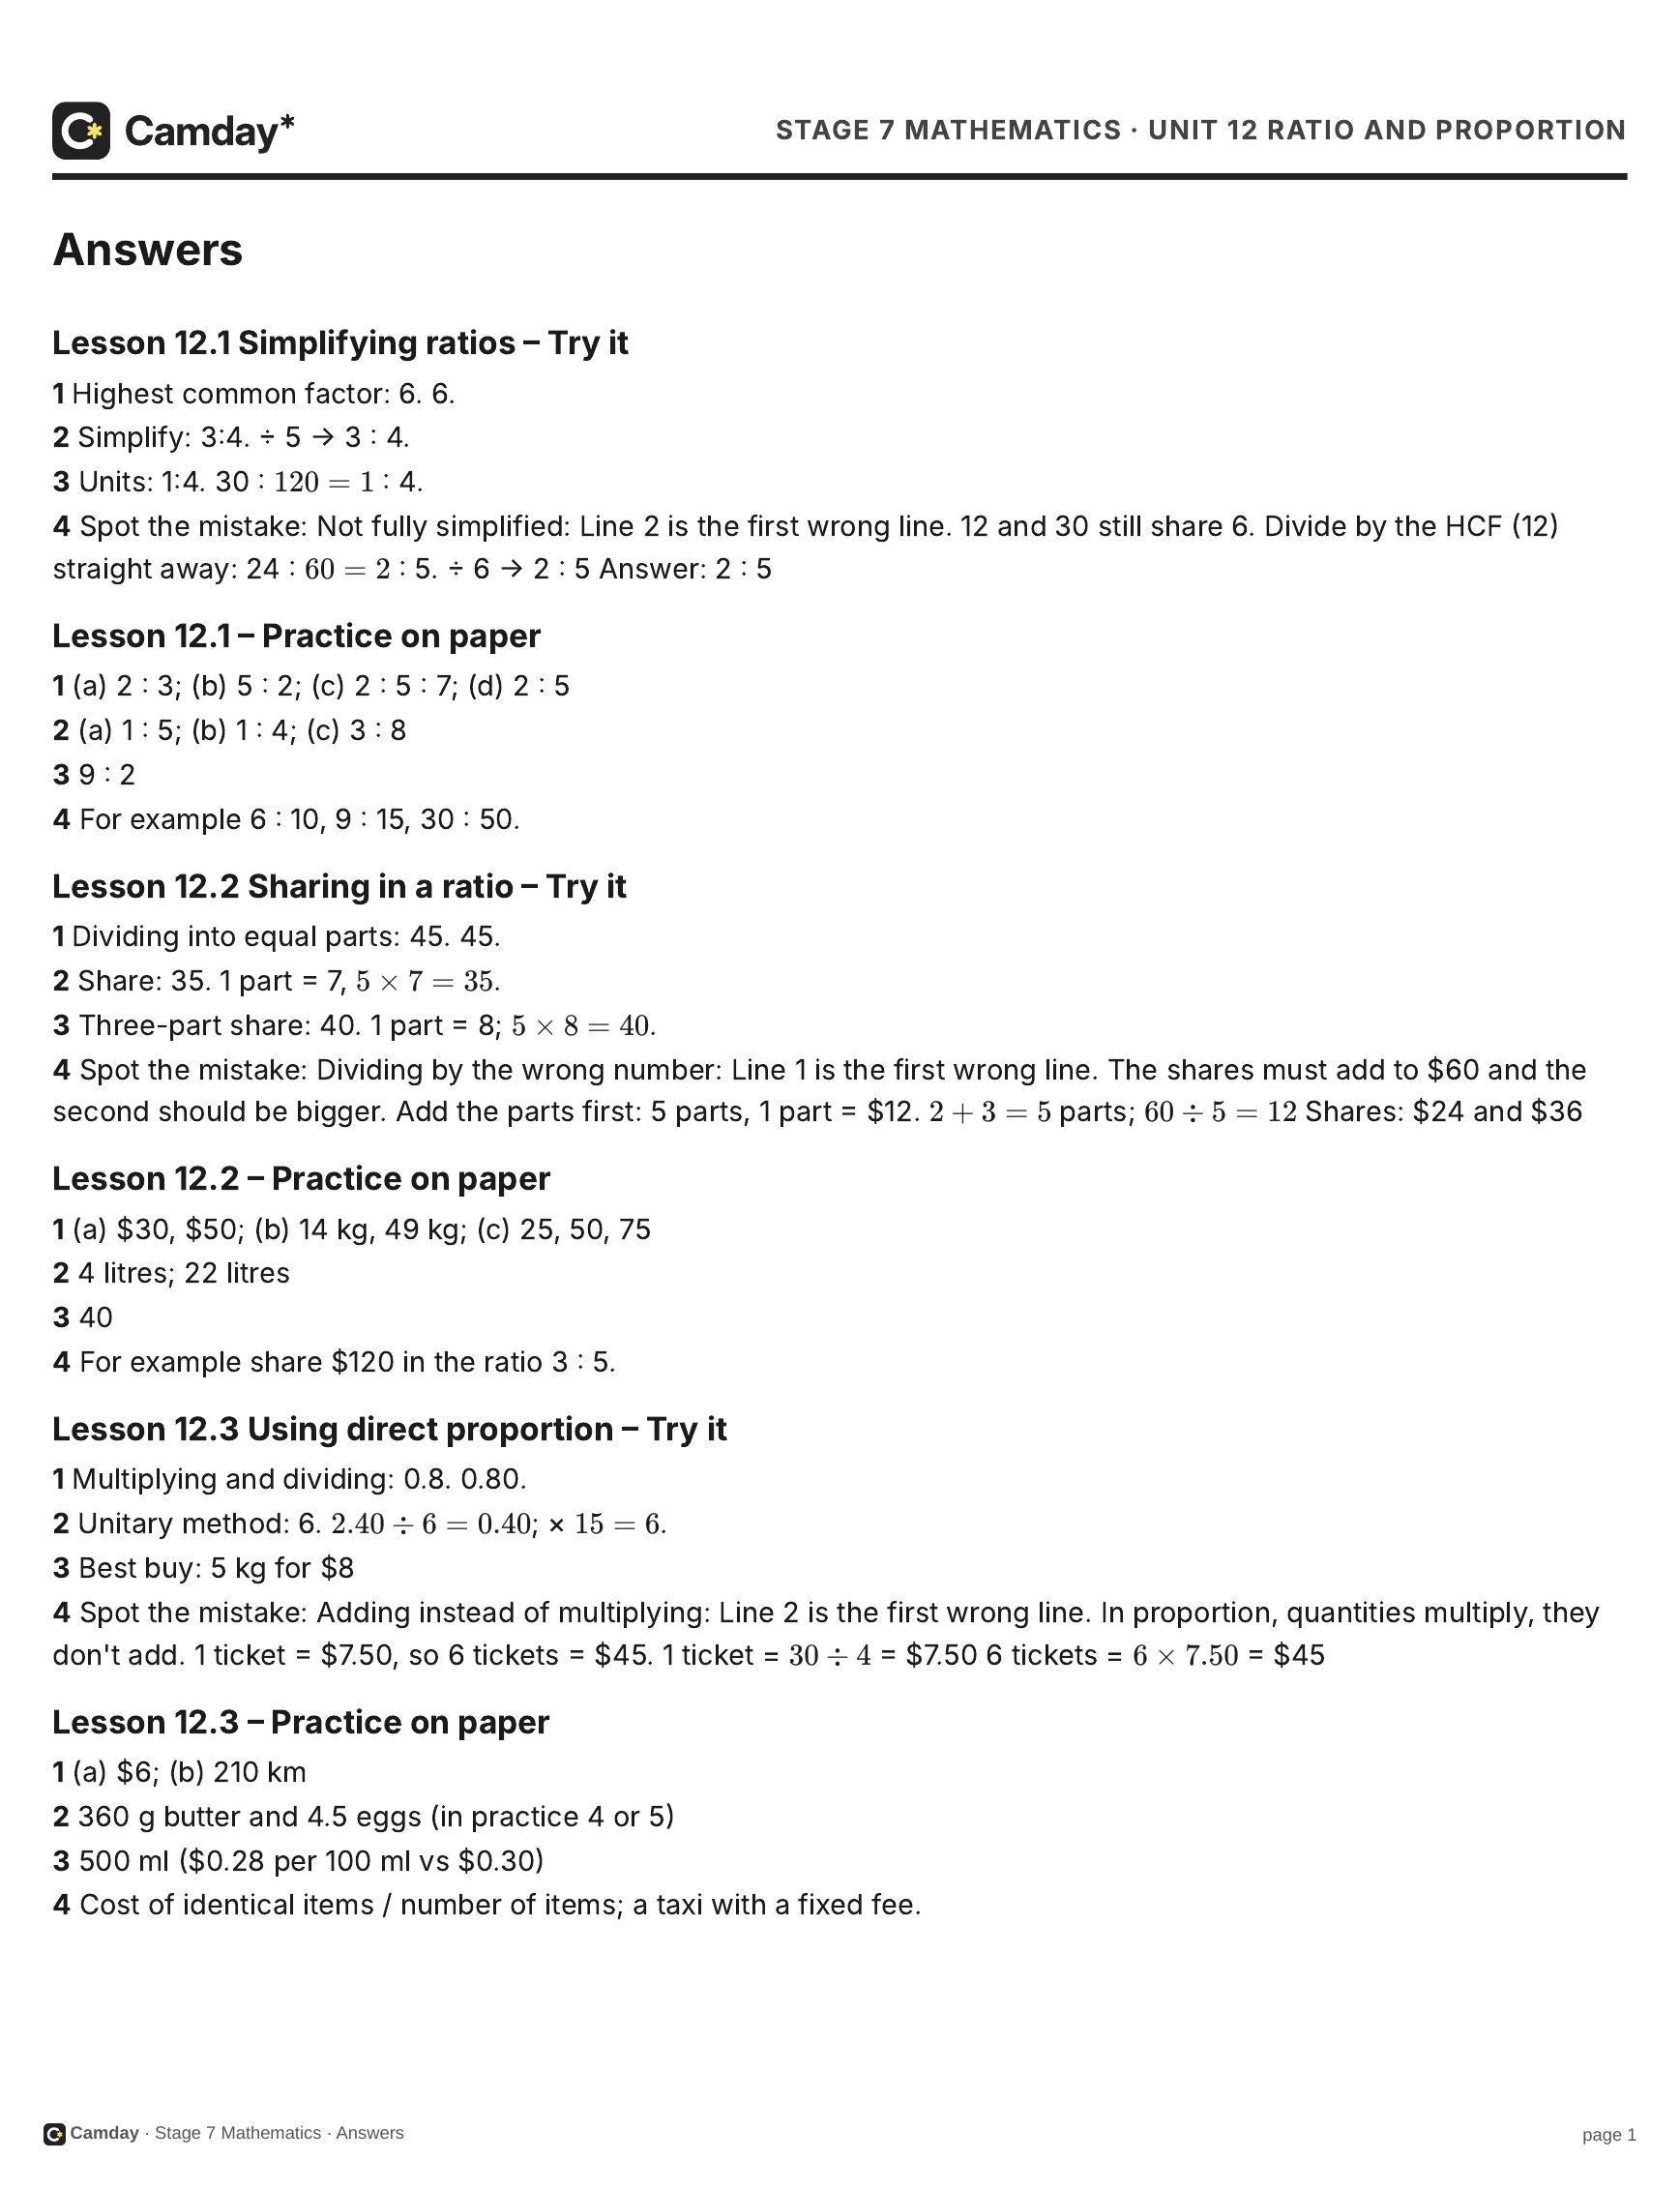 Camday*
STAGE 7 MATHEMATICS · UNIT 12 RATIO AND PROPORTION
Answers
Lesson 12.1 Simplifying ratios – Try it
1 Highest common factor: 6. 6.
2 Simplify: 3:4. ÷ 5 → 3 : 4.
3 Units: 1:4. 30 : 120 = 1 : 4.
4 Spot the mistake: Not fully simplified: Line 2 is the first wrong line. 12 and 30 still share 6. Divide by the HCF (12)
straight away: 24 : 60 = 2 : 5. ÷ 6 → 2 : 5 Answer: 2 : 5
Lesson 12.1 – Practice on paper
1 (a) 2 : 3; (b) 5 : 2; (c) 2 : 5 : 7; (d) 2 : 5
2 (a) 1 : 5; (b) 1 : 4; (c) 3 : 8
3 9 : 2
4 For example 6 : 10, 9 : 15, 30 : 50.
Lesson 12.2 Sharing in a ratio – Try it
1 Dividing into equal parts: 45. 45.
2 Share: 35. 1 part = 7, 5 × 7 = 35.
3 Three-part share: 40. 1 part = 8; 5 × 8 = 40.
4 Spot the mistake: Dividing by the wrong number: Line 1 is the first wrong line. The shares must add to $60 and the
second should be bigger. Add the parts first: 5 parts, 1 part = $12. 2 + 3 = 5 parts; 60 ÷ 5 = 12 Shares: $24 and $36
Lesson 12.2 – Practice on paper
1 (a) $30, $50; (b) 14 kg, 49 kg; (c) 25, 50, 75
2 4 litres; 22 litres
3 40
4 For example share $120 in the ratio 3 : 5.
Lesson 12.3 Using direct proportion – Try it
1 Multiplying and dividing: 0.8. 0.80.
2 Unitary method: 6. 2.40 ÷ 6 = 0.40; × 15 = 6.
3 Best buy: 5 kg for $8
4 Spot the mistake: Adding instead of multiplying: Line 2 is the first wrong line. In proportion, quantities multiply, they
don't add. 1 ticket = $7.50, so 6 tickets = $45. 1 ticket = 30 ÷ 4 = $7.50 6 tickets = 6 × 7.50 = $45
Lesson 12.3 – Practice on paper
1 (a) $6; (b) 210 km
2 360 g butter and 4.5 eggs (in practice 4 or 5)
3 500 ml ($0.28 per 100 ml vs $0.30)
4 Cost of identical items / number of items; a taxi with a fixed fee.
Camday · Stage 7 Mathematics · Answers
page 1